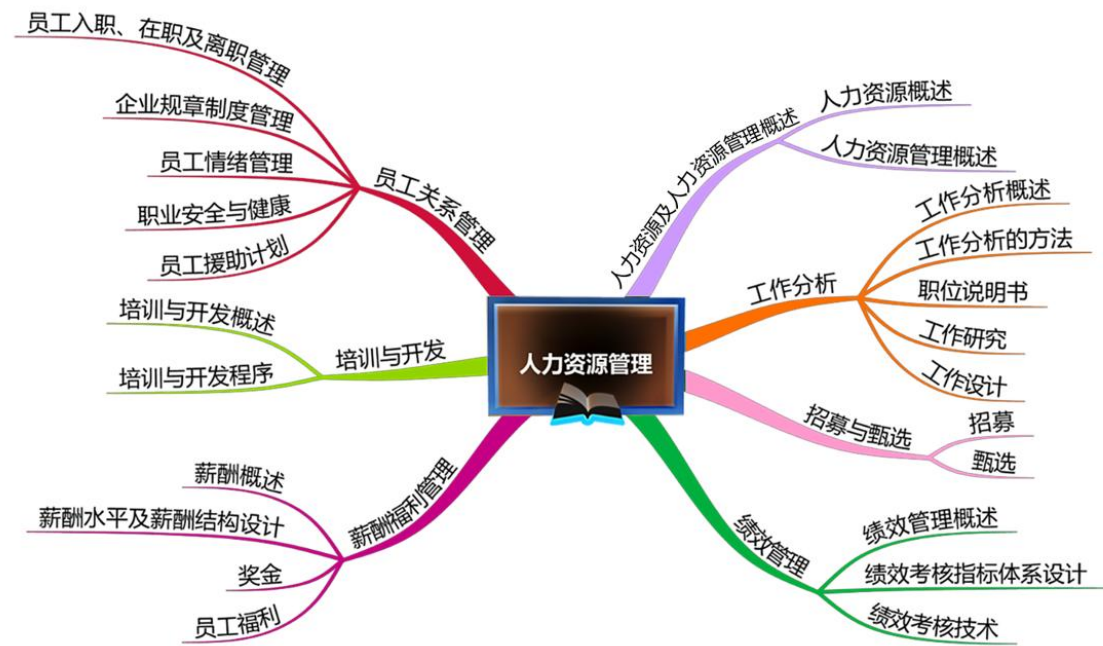 人力资源管理
人力资源及人力资源管理概述
人力资源概述
人力资源管理概述
工作分析
工作分析概述
工作分析的方法
职位说明书
工作研究
工作设计
招募与甄选
招募
甄选
绩效管理
绩效管理概述
绩效考核指标体系设计
绩效考核技术
薪酬福利管理
薪酬概述
薪酬水平及薪酬结构设计
奖金
员工福利
培训与开发
培训与开发概述
培训与开发程序
员工关系管理
员工入职、在职及离职管理
企业规章制度管理
员工情绪管理
职业安全与健康
员工援助计划